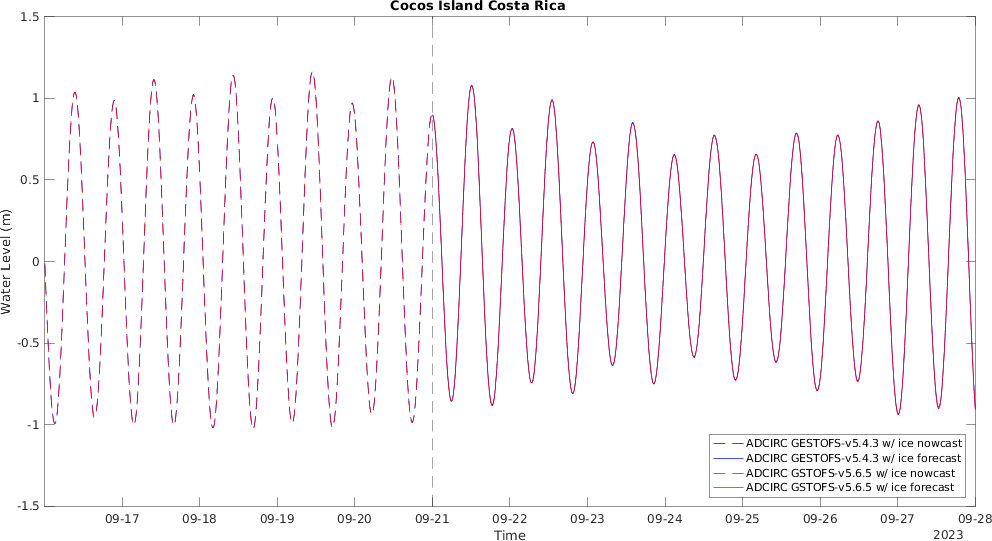 Cocos Island Costa Rica
1.5
1
0.5
0
-0.5
-1
-1.5
Water Level (m)
ADCIRC GESTOFS-v5.4.3 w/ ice nowcast
ADCIRC GESTOFS-v5.4.3 w/ ice forecast
ADCIRC GSTOFS-v5.6.5 w/ ice nowcast
ADCIRC GSTOFS-v5.6.5 w/ ice forecast
09-17 09-18 09-19 09-20 09-21 09-22 09-23 09-24 09-25 09-26 09-27 09-28
Time
2023